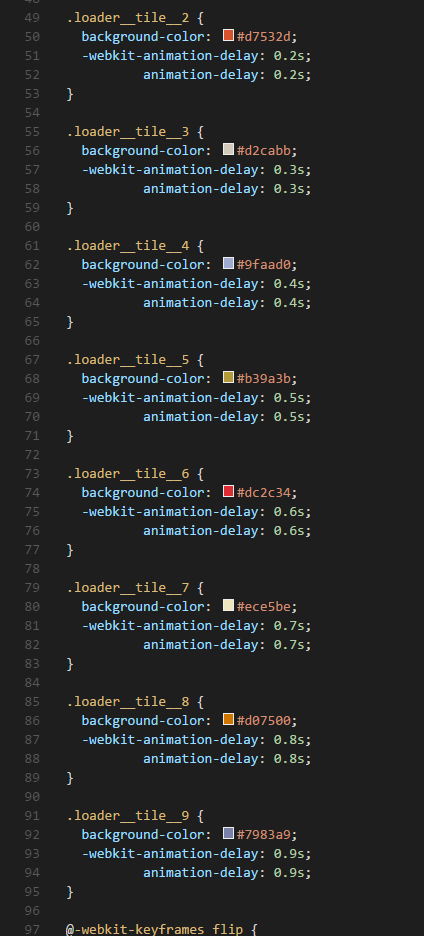 49 .loader__tile__2 {
50   background-color: #d7532d;
51   -webkit-animation-delay: 0.2s;
52           animation-delay: 0.2s;
53 }
54
55 .loader__tile__3 {
56   background-color: #d2cabb;
57   -webkit-animation-delay: 0.3s;
58           animation-delay: 0.3s;
59 }
60
61 .loader__tile__4 {
62   background-color: #9faad0;
63   -webkit-animation-delay: 0.4s;
64           animation-delay: 0.4s;
65 }
66
67 .loader__tile__5 {
68   background-color: #b39a3b;
69   -webkit-animation-delay: 0.5s;
70           animation-delay: 0.5s;
71 }
72
73 .loader__tile__6 {
74   background-color: #dc2c34;
75   -webkit-animation-delay: 0.6s;
76           animation-delay: 0.6s;
77 }
78
79 .loader__tile__7 {
80   background-color: #ece5be;
81   -webkit-animation-delay: 0.7s;
82           animation-delay: 0.7s;
83 }
84
85 .loader__tile__8 {
86   background-color: #d07500;
87   -webkit-animation-delay: 0.8s;
88           animation-delay: 0.8s;
89 }
90
91 .loader__tile__9 {
92   background-color: #7983a9;
93   -webkit-animation-delay: 0.9s;
94           animation-delay: 0.9s;
95 }
96
97 @-webkit-keyframes flip {